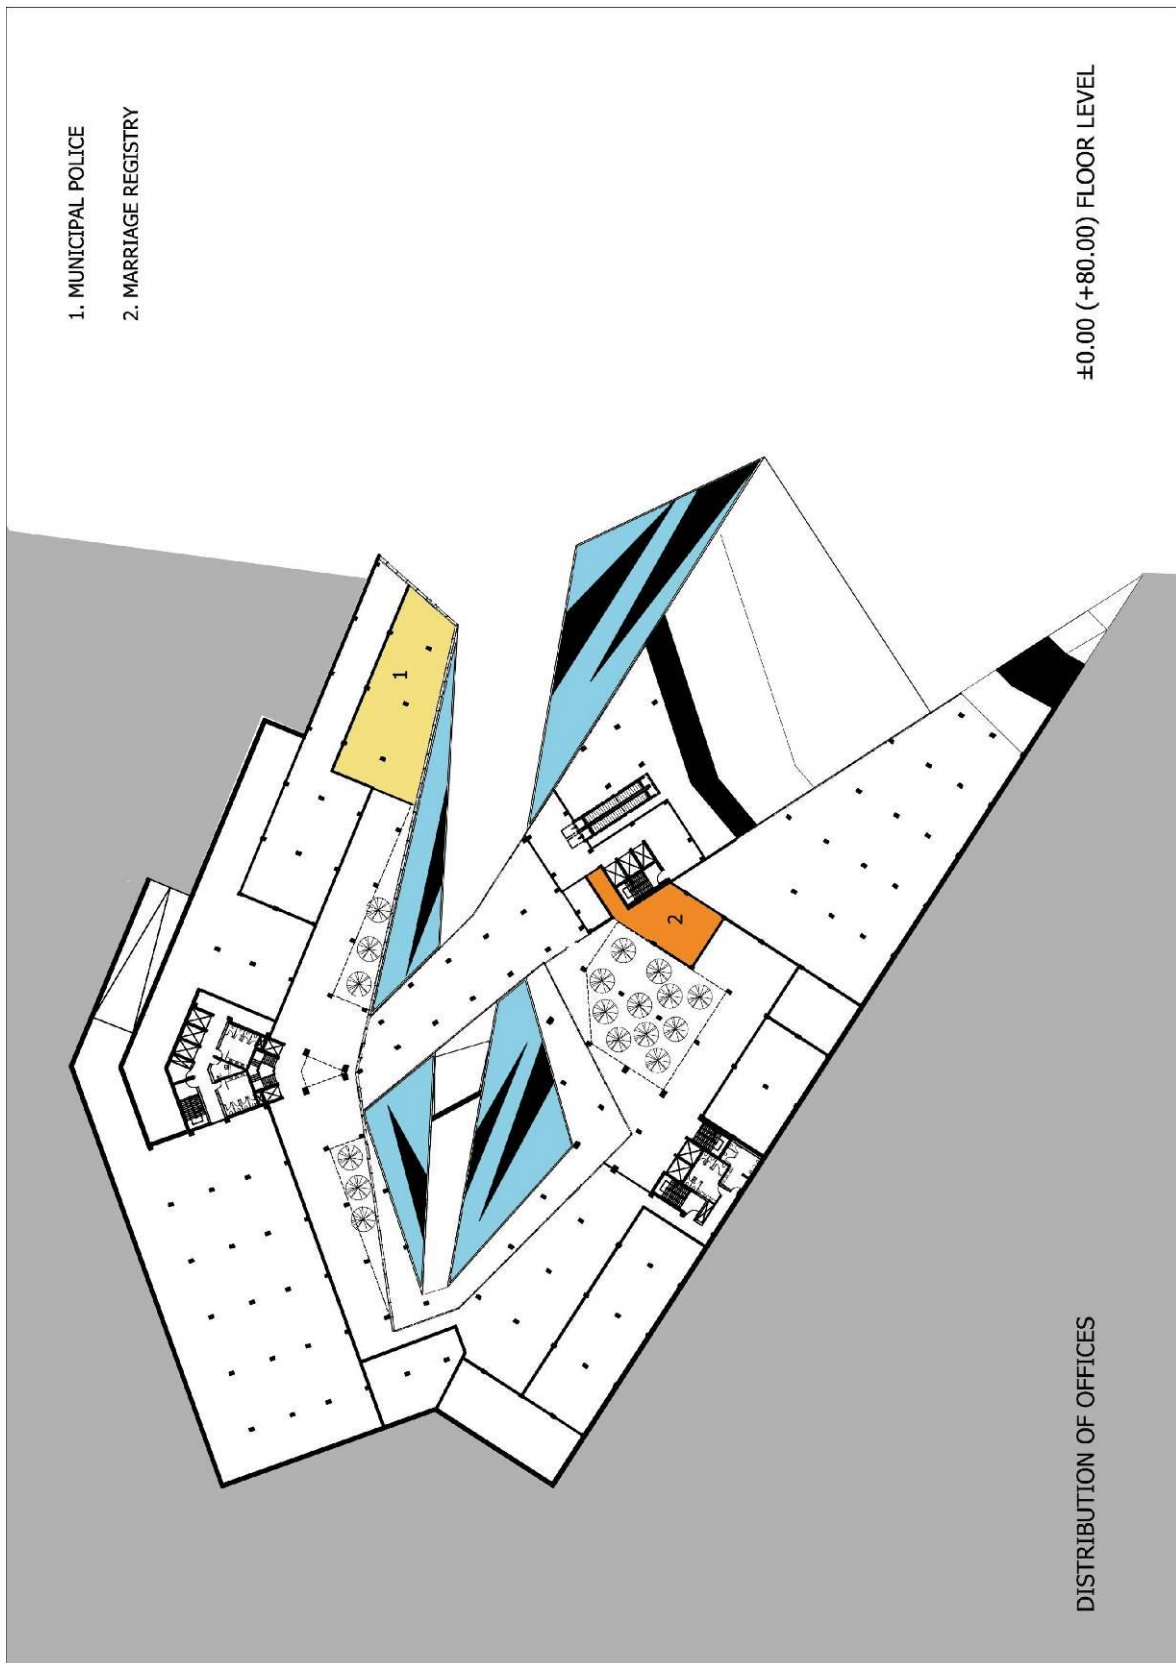 1. MUNICIPAL POLICE
2. MARRIAGE REGISTRY
1
2
DISTRIBUTION OF OFFICES
±0.00 (+80.00) FLOOR LEVEL